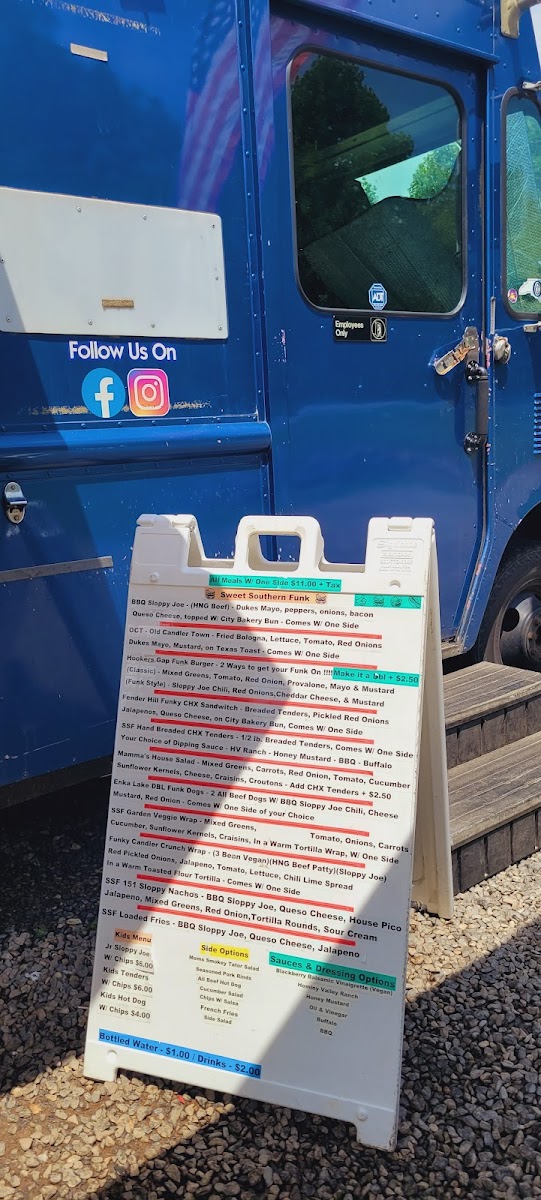 Follow Us On
ADT
Employees
Only
All Meals W/ One Side $11.00 + Tax
Sweet Southern Funk
BBQ Sloppy Joe - (HNG Beef) - Dukes Mayo, peppers, onions, bacon
Queso Cheese, topped W/ City Bakery Bun - Comes W/ One Side
OCT - Old Candler Town - Fried Bologna, Lettuce, Tomato, Red Onions
Dukes Mayo, Mustard, on Texas Toast - Comes W/ One Side
Hookers Gap Funk Burger - 2 Ways to get your Funk On !!!! Make it a Dbl + $2.50
(Classic) - Mixed Greens, Tomato, Red Onion, Provalone, Mayo & Mustard
(Funk Style) - Sloppy Joe Chili, Red Onions,Cheddar Cheese, & Mustard
Fender Hill Funky CHX Sandwitch - Breaded Tenders, Pickled Red Onions
Jalapenos, Queso Cheese, on City Bakery Bun, Comes W/ One Side
SSF Hand Breaded CHX Tenders - 1/2 lb. Breaded Tenders, Comes W/ One Side
Your Choice of Dipping Sauce - HV Ranch - Honey Mustard - BBQ - Buffalo
Mamma's House Salad - Mixed Greens, Carrots, Red Onion, Tomato, Cucumber
Sunflower Kernels, Cheese, Craisins, Croutons - Add CHX Tenders + $2.50
Enka Lake DBL Funk Dogs - 2 All Beef Dogs W/ BBQ Sloppy Joe Chili, Cheese
Mustard, Red Onion - Comes W/ One Side of your Choice
SSF Garden Veggie Wrap - Mixed Greens, Tomato, Onions, Carrots
Cucumber, Sunflower Kernels, Craisins, In a Warm Tortilla Wrap, W/ One Side
Funky Candler Crunch Wrap - (3 Bean Vegan)(HNG Beef Patty)(Sloppy Joe)
Red Pickled Onions, Jalapeno, Tomato, Lettuce, Chili Lime Spread
In a Warm Toasted Flour Tortilla - Comes W/ One Side
SSF 151 Sloppy Nachos - BBQ Sloppy Joe, Queso Cheese, House Pico
Jalapeno, Mixed Greens, Red Onion,Tortilla Rounds, Sour Cream
SSF Loaded Fries - BBQ Sloppy Joe, Queso Cheese, Jalapeno
Kids Menu
Jr Sloppy Joe
W/ Chips $5.00
Kids Tenders
W/ Chips $6.00
Kids Hot Dog
W/ Chips $4.00
Side Options
Moms Smokey Tater Salad
Seasoned Pork Rinds
All Beef Hot Dog
Cucumber Salad
Chips W/ Salsa
French Fries
Side Salad
Sauces & Dressing Options
Blackberry Balsamic Vinaigrette (Vegan)
Hominy Valley Ranch
Honey Mustard
Oil & Vinegar
Buffalo
BBQ
Bottled Water - $1.00 / Drinks - $2.00